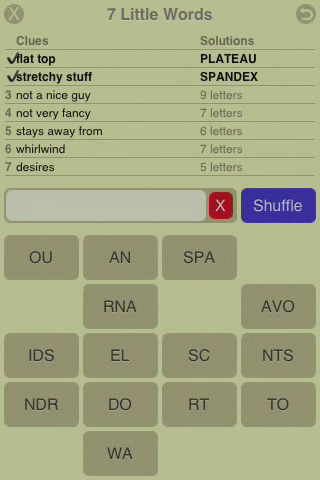 X 7 Little Words
Clues Solutions
flat top PLATEAU
stretchy stuff SPANDEX
3 not a nice guy 9 letters
4 not very fancy 7 letters
5 stays away from 6 letters
6 whirlwind 7 letters
7 desires 5 letters
X Shuffle
OU AN SPA
RNA AVO
IDS EL SC NTS
NDR DO RT TO
WA